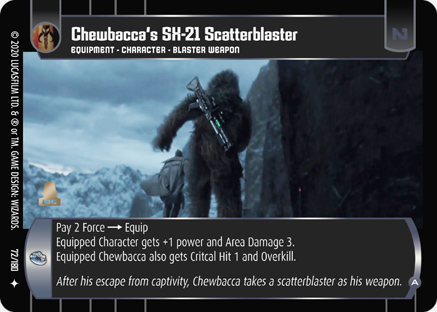 Chewbacca's SX-21 Scatterblaster
EQUIPMENT • CHARACTER • BLASTER WEAPON
N
© 2020 LUCASFILM LTD. & ® or TM. GAME DESIGN: WIZARDS.
72/180
Pay 2 Force → Equip
Equipped Character gets +1 power and Area Damage 3.
Equipped Chewbacca also gets Critcal Hit 1 and Overkill.
After his escape from captivity, Chewbacca takes a scatterblaster as his weapon.
A